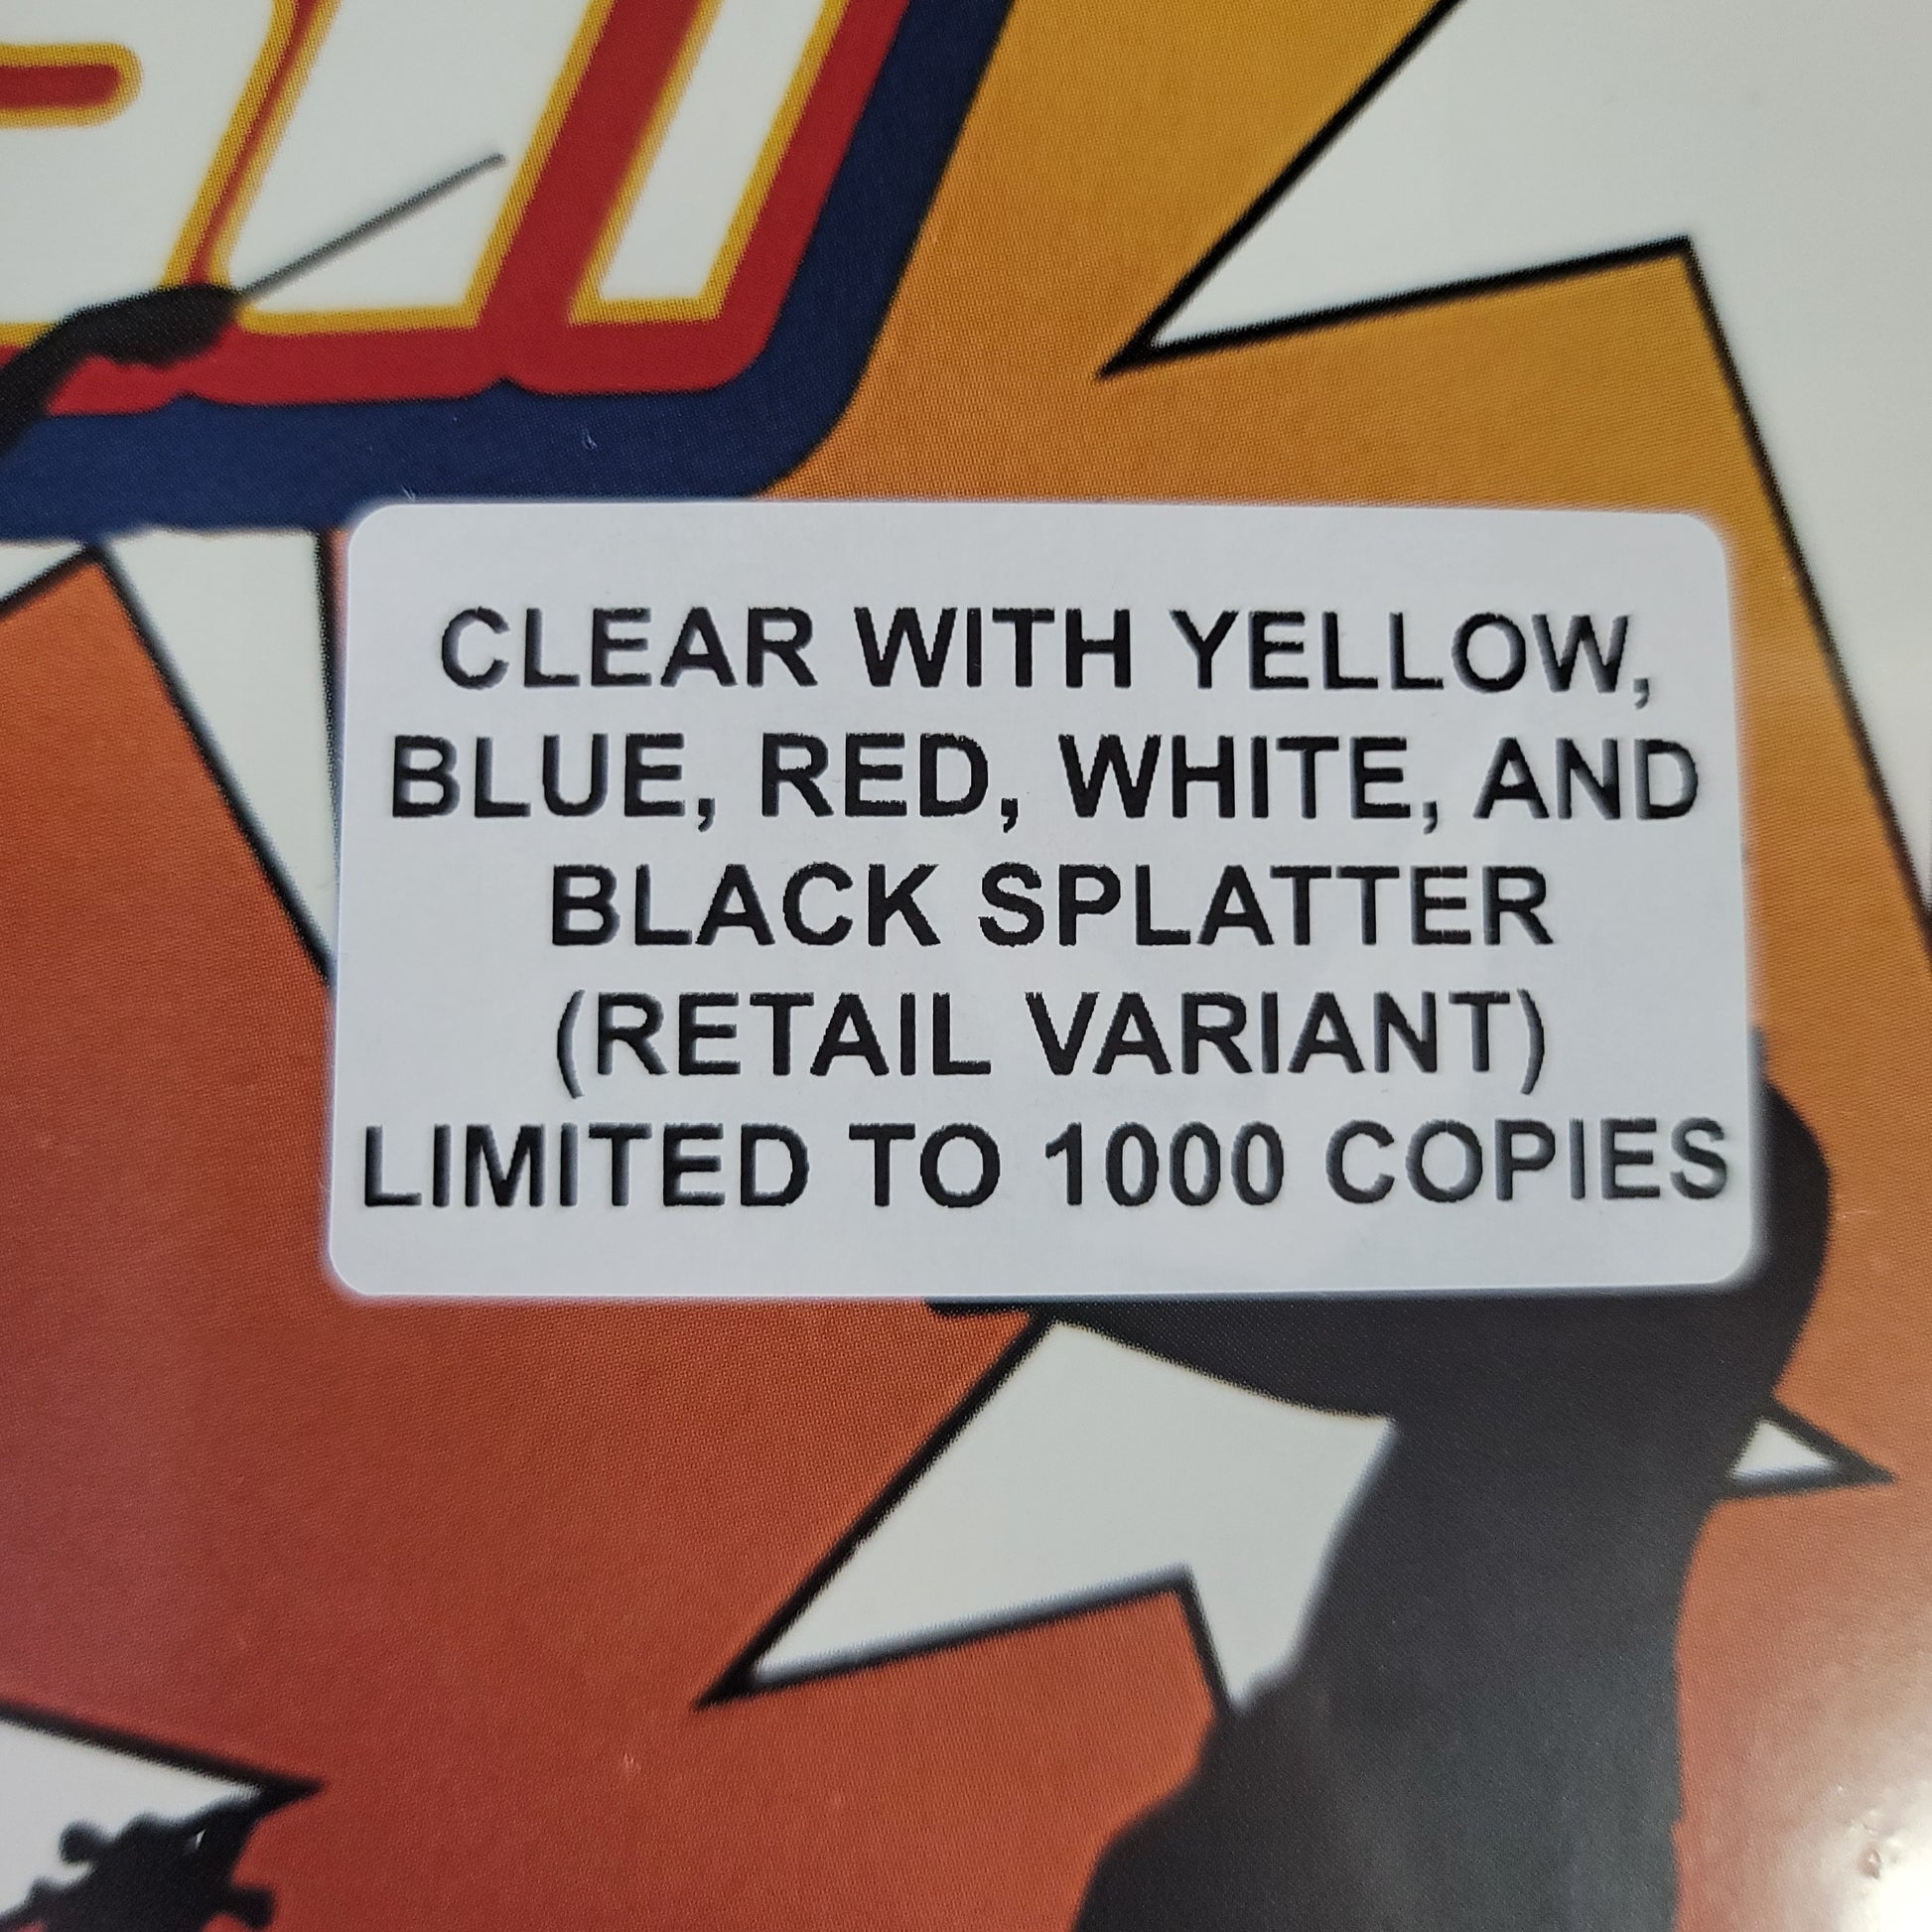 CLEAR WITH YELLOW,
BLUE, RED, WHITE, AND
BLACK SPLATTER
(RETAIL VARIANT)
LIMITED TO 1000 COPIES